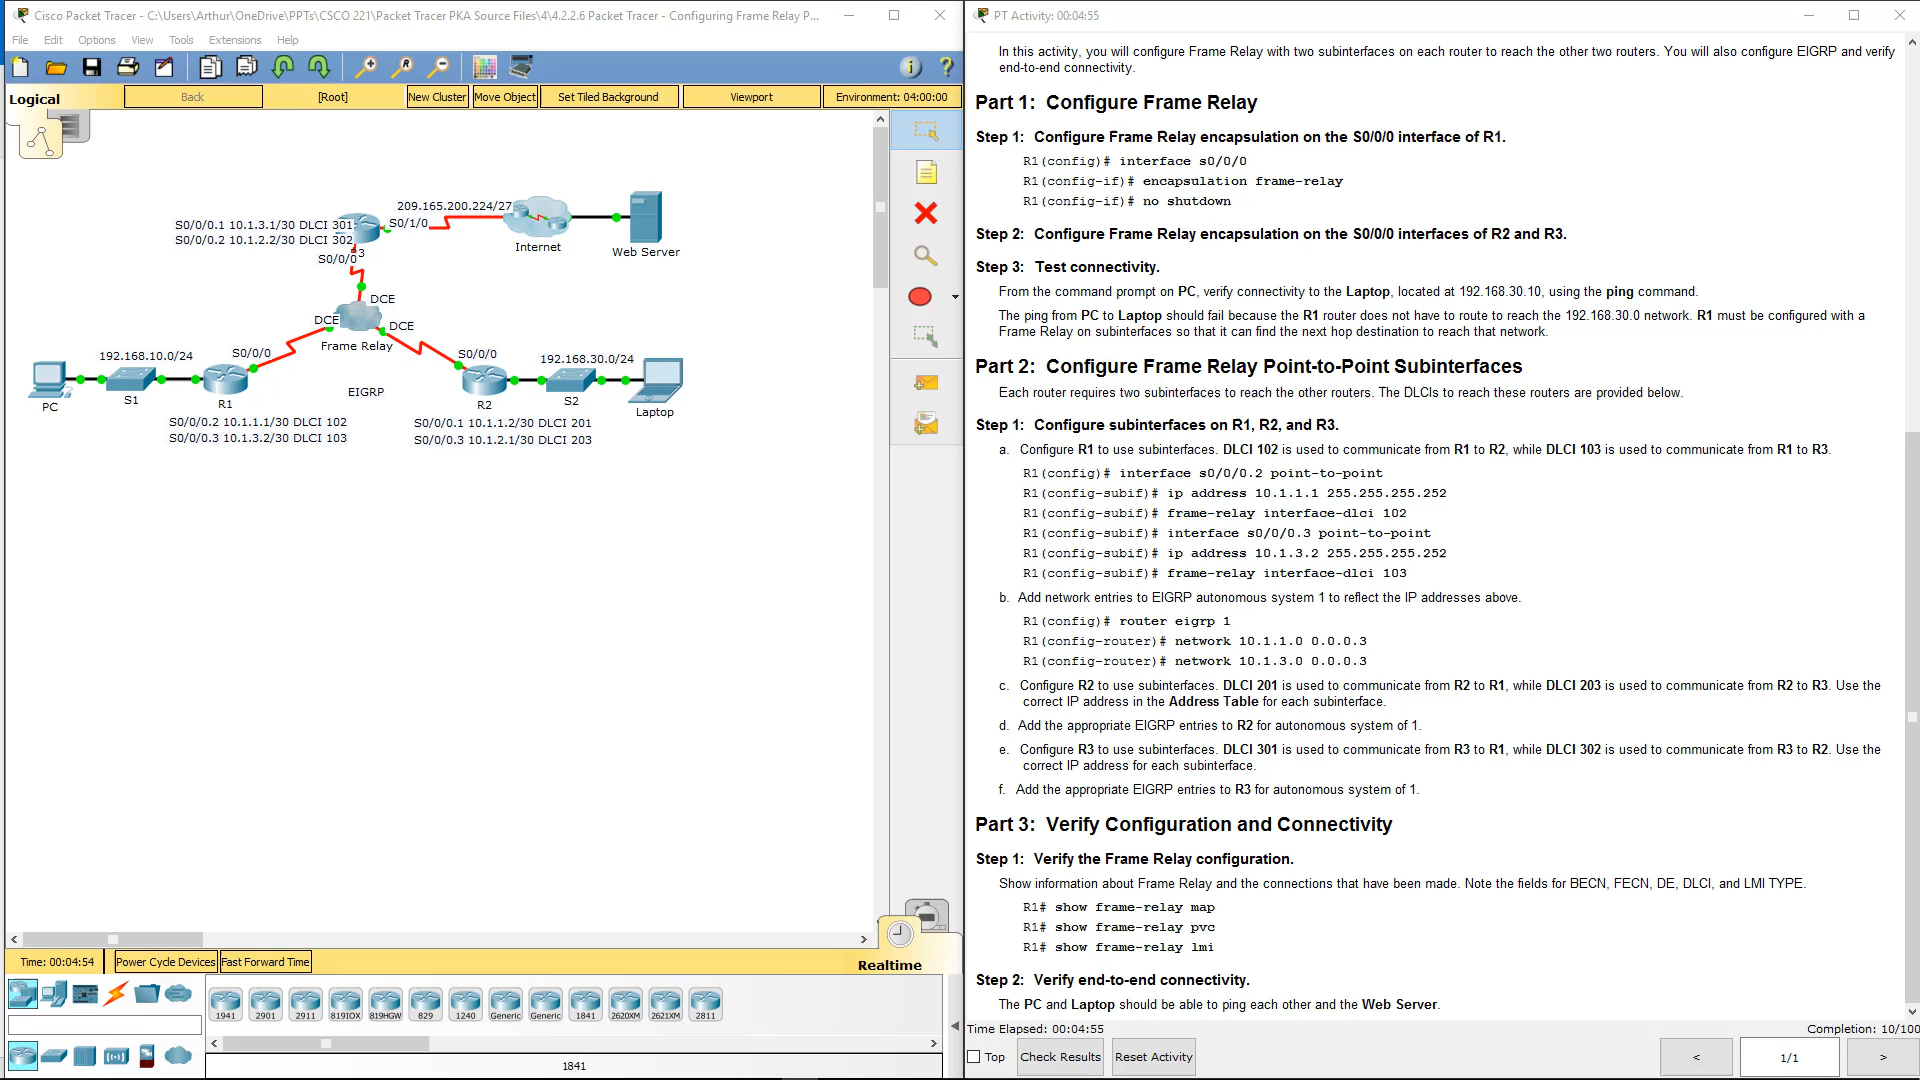 Cisco Packet Tracer - C:\Users\Arthur\OneDrive\PPTs\CSCO 221\Packet Tracer PKA Source Files\4\4.2.2.6 Packet Tracer - Configuring Frame Relay P...
File Edit Options View Tools Extensions Help
Logical
Back
[Root]
New Cluster
Move Object
Set Tiled Background
Viewport
Environment: 04:00:00
209.165.200.224/27
S0/0/0.1 10.1.3.1/30 DLCI 301
S0/1/0
S0/0/0.2 10.1.2.2/30 DLCI 302
Internet
Web Server
3
S0/0/0
DCE
DCE
DCE
Frame Relay
192.168.10.0/24
S0/0/0
S0/0/0
192.168.30.0/24
PC
S1
R1
EIGRP
R2
S2
Laptop
S0/0/0.2 10.1.1.1/30 DLCI 102
S0/0/0.3 10.1.3.2/30 DLCI 103
S0/0/0.1 10.1.1.2/30 DLCI 201
S0/0/0.3 10.1.2.1/30 DLCI 203
Time: 00:04:54
Power Cycle Devices
Fast Forward Time
Realtime
1941 2901 2911 819IOX 819HGW 829 1240 Generic Generic 1841 2620XM 2621XM 2811
1841
PT Activity: 00:04:55
In this activity, you will configure Frame Relay with two subinterfaces on each router to reach the other two routers. You will also configure EIGRP and verify
end-to-end connectivity.
Part 1: Configure Frame Relay
Step 1: Configure Frame Relay encapsulation on the S0/0/0 interface of R1.
R1(config)# interface s0/0/0
R1(config-if)# encapsulation frame-relay
R1(config-if)# no shutdown
Step 2: Configure Frame Relay encapsulation on the S0/0/0 interfaces of R2 and R3.
Step 3: Test connectivity.
From the command prompt on PC, verify connectivity to the Laptop, located at 192.168.30.10, using the ping command.
The ping from PC to Laptop should fail because the R1 router does not have to route to reach the 192.168.30.0 network. R1 must be configured with a
Frame Relay on subinterfaces so that it can find the next hop destination to reach that network.
Part 2: Configure Frame Relay Point-to-Point Subinterfaces
Each router requires two subinterfaces to reach the other routers. The DLCIs to reach these routers are provided below.
Step 1: Configure subinterfaces on R1, R2, and R3.
a. Configure R1 to use subinterfaces. DLCI 102 is used to communicate from R1 to R2, while DLCI 103 is used to communicate from R1 to R3.
R1(config)# interface s0/0/0.2 point-to-point
R1(config-subif)# ip address 10.1.1.1 255.255.255.252
R1(config-subif)# frame-relay interface-dlci 102
R1(config-subif)# interface s0/0/0.3 point-to-point
R1(config-subif)# ip address 10.1.3.2 255.255.255.252
R1(config-subif)# frame-relay interface-dlci 103
b. Add network entries to EIGRP autonomous system 1 to reflect the IP addresses above.
R1(config)# router eigrp 1
R1(config-router)# network 10.1.1.0 0.0.0.3
R1(config-router)# network 10.1.3.0 0.0.0.3
c. Configure R2 to use subinterfaces. DLCI 201 is used to communicate from R2 to R1, while DLCI 203 is used to communicate from R2 to R3. Use the
correct IP address in the Address Table for each subinterface.
d. Add the appropriate EIGRP entries to R2 for autonomous system of 1.
e. Configure R3 to use subinterfaces. DLCI 301 is used to communicate from R3 to R1, while DLCI 302 is used to communicate from R3 to R2. Use the
correct IP address for each subinterface.
f. Add the appropriate EIGRP entries to R3 for autonomous system of 1.
Part 3: Verify Configuration and Connectivity
Step 1: Verify the Frame Relay configuration.
Show information about Frame Relay and the connections that have been made. Note the fields for BECN, FECN, DE, DLCI, and LMI TYPE.
R1# show frame-relay map
R1# show frame-relay pvc
R1# show frame-relay lmi
Step 2: Verify end-to-end connectivity.
The PC and Laptop should be able to ping each other and the Web Server.
Time Elapsed: 00:04:55
Completion: 10/100
Top
Check Results
Reset Activity
<
1/1
>